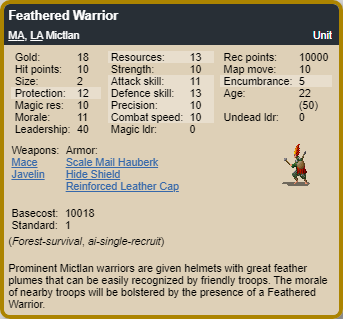 Feathered Warrior
MA, LA Mictlan Unit
Gold: 18 Resources: 13 Rec points: 10000
Hit points: 10 Strength: 10 Map move: 10
Size: 2 Attack skill: 11 Encumbrance: 5
Protection: 12 Defence skill: 13 Age: 22
Magic res: 10 Precision: 10 (50)
Morale: 11 Combat speed: 10 Undead ldr: 0
Leadership: 40 Magic ldr: 0
Weapons: Armor:
Mace Scale Mail Hauberk
Javelin Hide Shield
Reinforced Leather Cap
Basecost: 10018
Standard: 1
(Forest-survival, ai-single-recruit)
Prominent Mictlan warriors are given helmets with great feather
plumes that can be easily recognized by friendly troops. The morale
of nearby troops will be bolstered by the presence of a Feathered
Warrior.